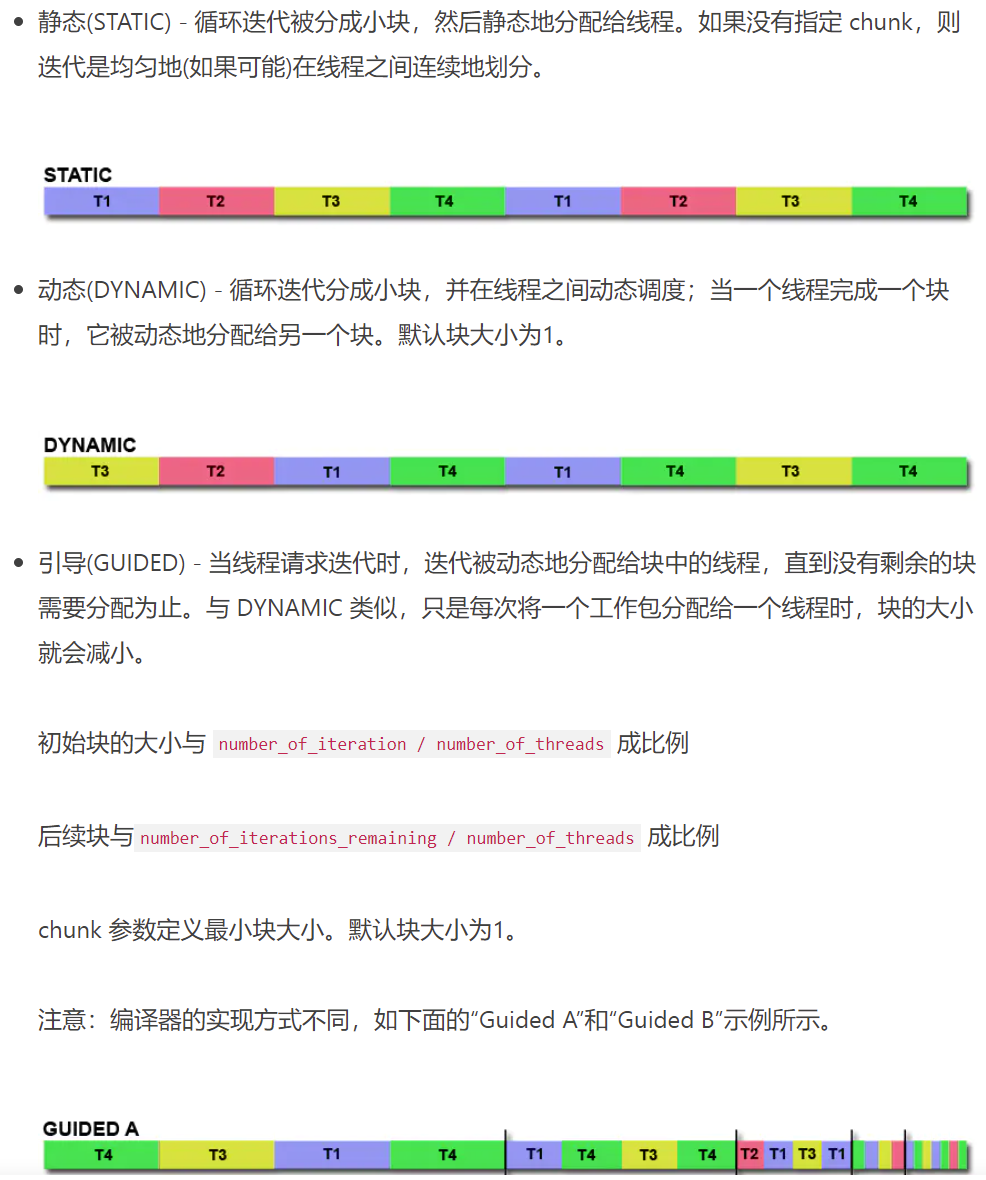 静态(STATIC) - 循环迭代被分成小块，然后静态地分配给线程。如果没有指定 chunk，则
迭代是均匀地(如果可能)在线程之间连续地划分。
STATIC
T1 T2 T3 T4 T1 T2 T3 T4
动态(DYNAMIC) - 循环迭代分成小块，并在线程之间动态调度；当一个线程完成一个块
时，它被动态地分配给另一个块。默认块大小为1。
DYNAMIC
T3 T2 T1 T4 T1 T4 T3 T4
引导(GUIDED) - 当线程请求迭代时，迭代被动态地分配给块中的线程，直到没有剩余的块
需要分配为止。与 DYNAMIC 类似，只是每次将一个工作包分配给一个线程时，块的大小
就会减小。
初始块的大小与 number_of_iteration / number_of_threads 成比例
后续块与number_of_iterations_remaining / number_of_threads 成比例
chunk 参数定义最小块大小。默认块大小为1。
注意：编译器的实现方式不同，如下面的“Guided A”和“Guided B”示例所示。
GUIDED A
T4 T3 T1 T4 T1 T4 T3 T4 T2 T1 T3 T1